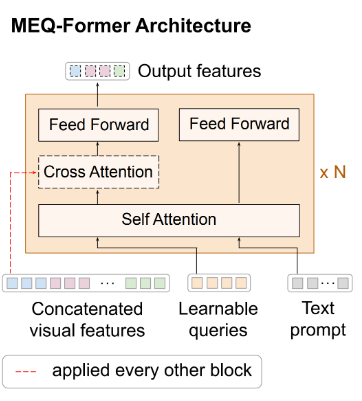 MEQ-Former Architecture
Output features
Feed Forward
Feed Forward
Cross Attention
x N
Self Attention
...
...
Concatenated
visual features
Learnable
queries
Text
prompt
applied every other block